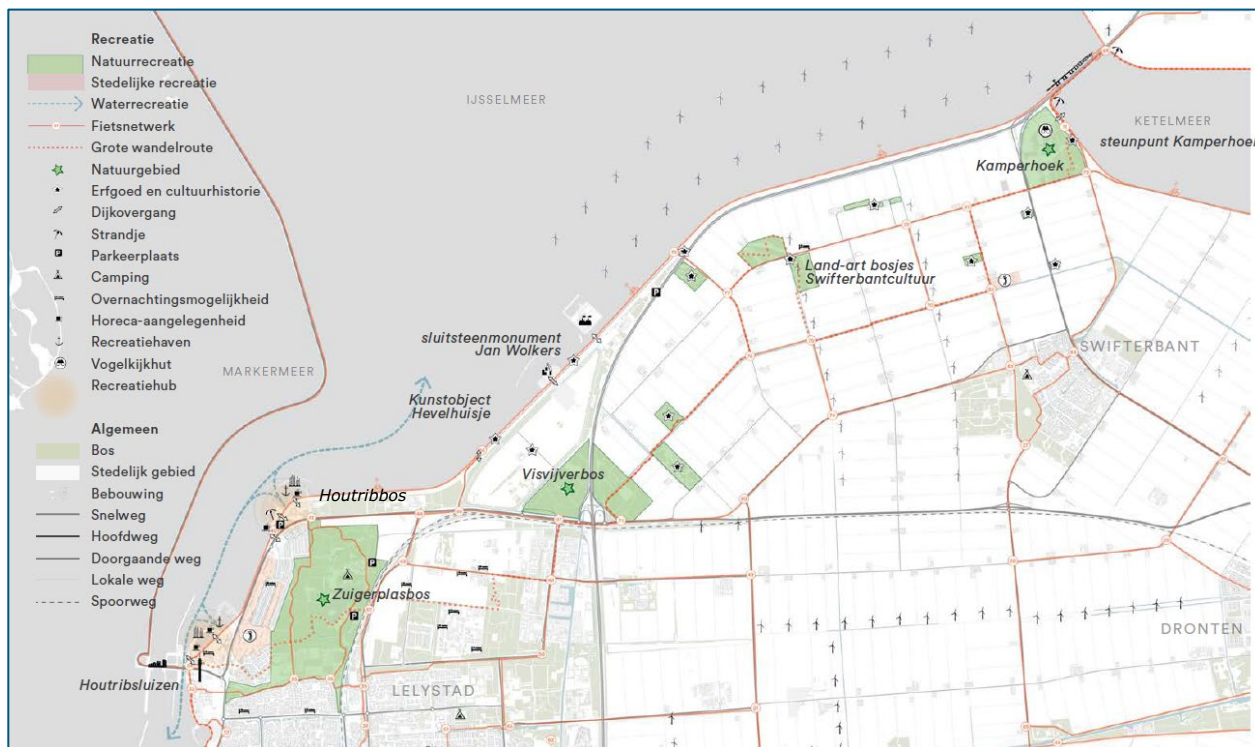 Recreatie
Natuurrecreatie
Stedelijke recreatie
Waterrecreatie
Fietsnetwerk
Grote wandelroute
Natuurgebied
Erfgoed en cultuurhistorie
Dijkovergang
Strandje
Parkeerplaats
Camping
Overnachtingsmogelijkheid
Horeca-aangelegenheid
Recreatiehaven
Vogelkijkhut
Recreatiehub
Algemeen
Bos
Stedelijk gebied
Bebouwing
Snelweg
Hoofdweg
Doorgaande weg
Lokale weg
Spoorweg
IJSSELMEER
KETELMEER
steunpunt Kamperhoek
Kamperhoek
Land-art bosjes
Swifterbantcultuur
sluitsteenmonument
Jan Wolkers
SWIFTERBANT
MARKERMEER
Kunstobject
Hevelhuisje
Visvijverbos
Houtribbos
Zuigerplasbos
DRONTEN
Houtribsluizen
LELYSTAD